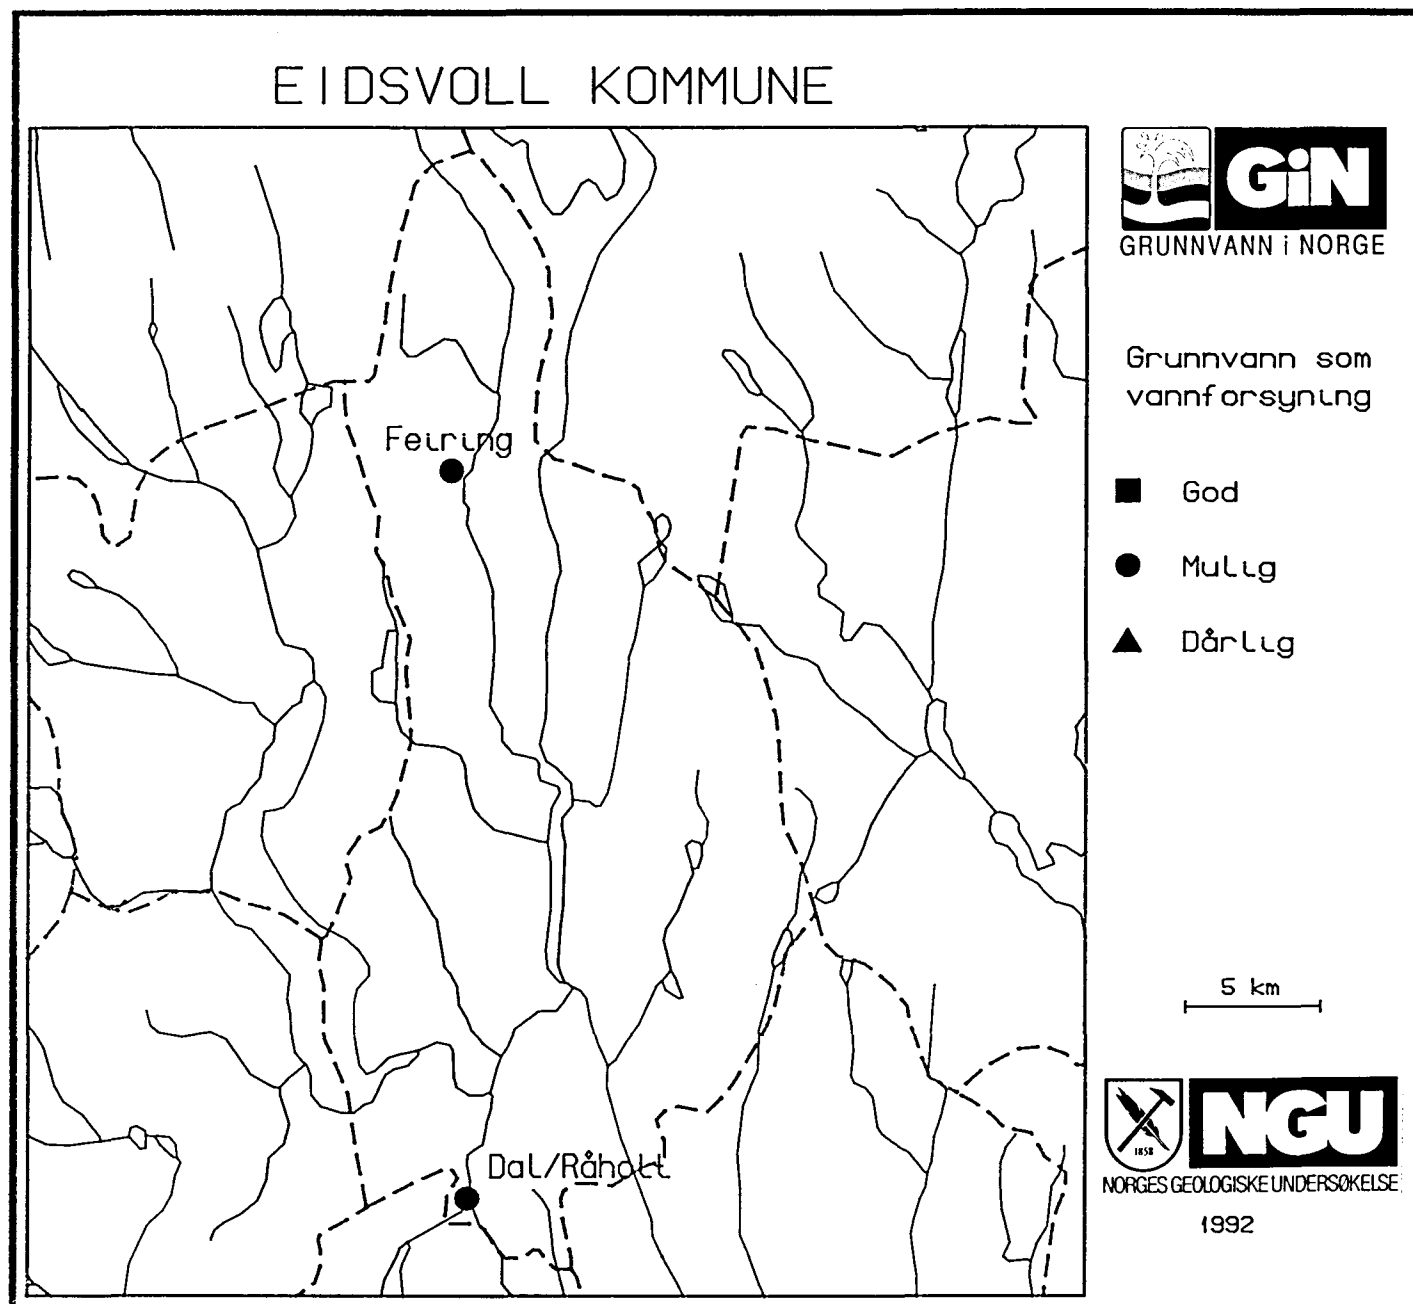 EIDSVOLL KOMMUNE
GiN
GRUNNVANN i NORGE
Grunnvann som
vannforsyning
Feiring
God
Mulig
Dårlig
5 km
1858
NGU
NORGES GEOLOGISKE UNDERSØKELSE
1992
Dal/Råholt